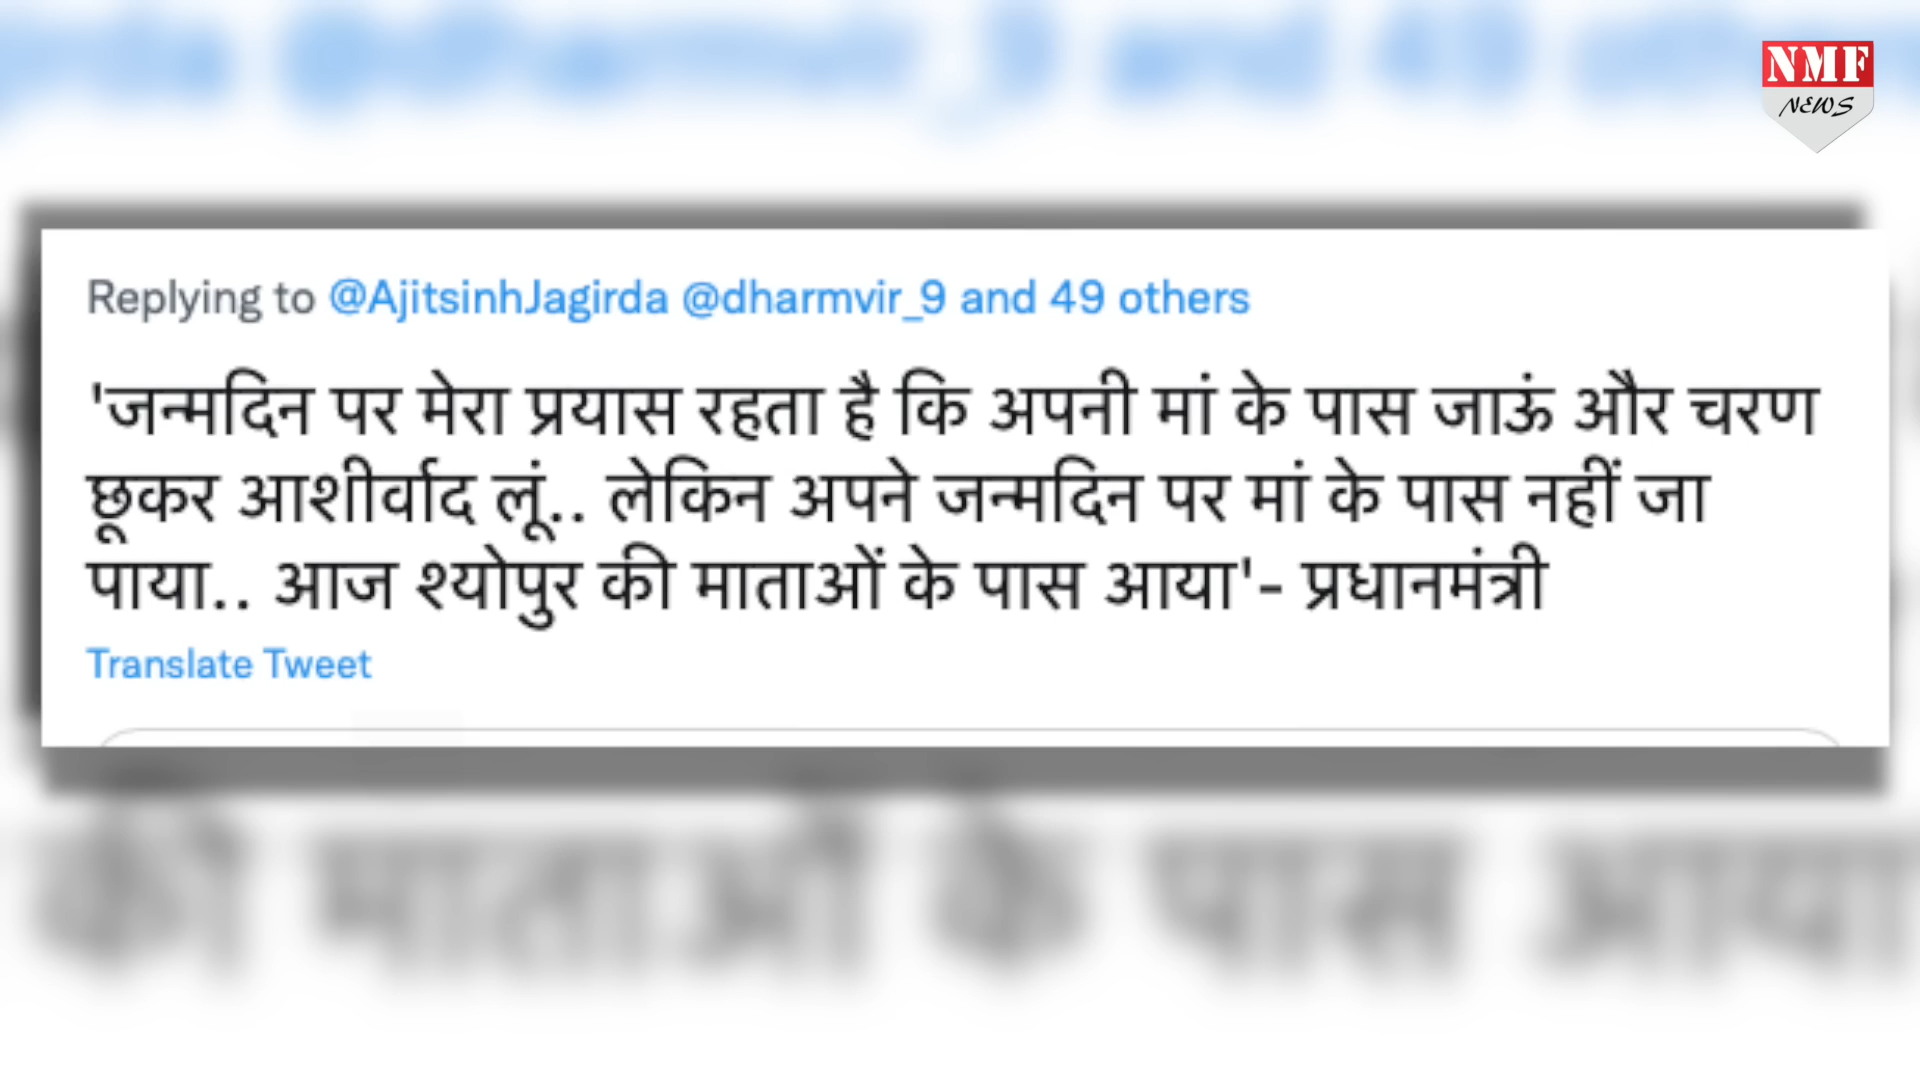 NMF
NEWS
Replying to @AjitsinhJagirda @dharmvir_9 and 49 others
'जन्मदिन पर मेरा प्रयास रहता है कि अपनी मां के पास जाऊं और चरण
छूकर आशीर्वाद लूं.. लेकिन अपने जन्मदिन पर मां के पास नहीं जा
पाया.. आज श्योपुर की माताओं के पास आया'- प्रधानमंत्री
Translate Tweet
की माताओं के पास आया